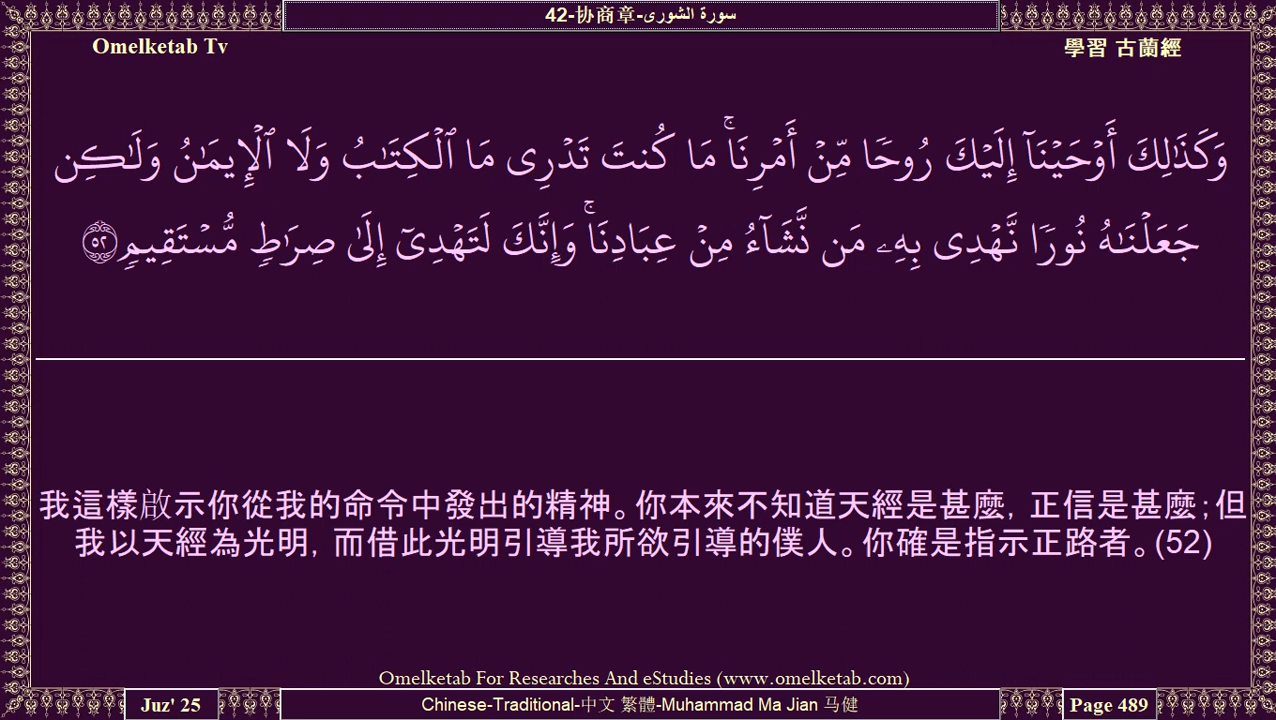 42-协商章-سورة الشورى
Omelketab Tv
學習 古蘭經
وَكَذَٰلِكَ أَوۡحَيۡنَآ إِلَيۡكَ رُوحٗا مِّنۡ أَمۡرِنَاۚ مَا كُنتَ تَدۡرِى مَا ٱلۡكِتَٰبُ وَلَا ٱلۡإِيمَٰنُ وَلَٰكِن
جَعَلۡنَٰهُ نُورٗا نَّهۡدِى بِهِۦ مَن نَّشَآءُ مِنۡ عِبَادِنَاۚ وَإِنَّكَ لَتَهۡدِىٓ إِلَىٰ صِرَٰطٖ مُّسۡتَقِيمٖ ٥٢
我這樣啟示你從我的命令中發出的精神。你本來不知道天經是甚麼，正信是甚麼；但
我以天經為光明，而借此光明引導我所欲引導的僕人。你確是指示正路者。(52)
Omelketab For Researches And eStudies (www.omelketab.com)
Juz' 25
Chinese-Traditional-中文 繁體-Muhammad Ma Jian 马健
Page 489